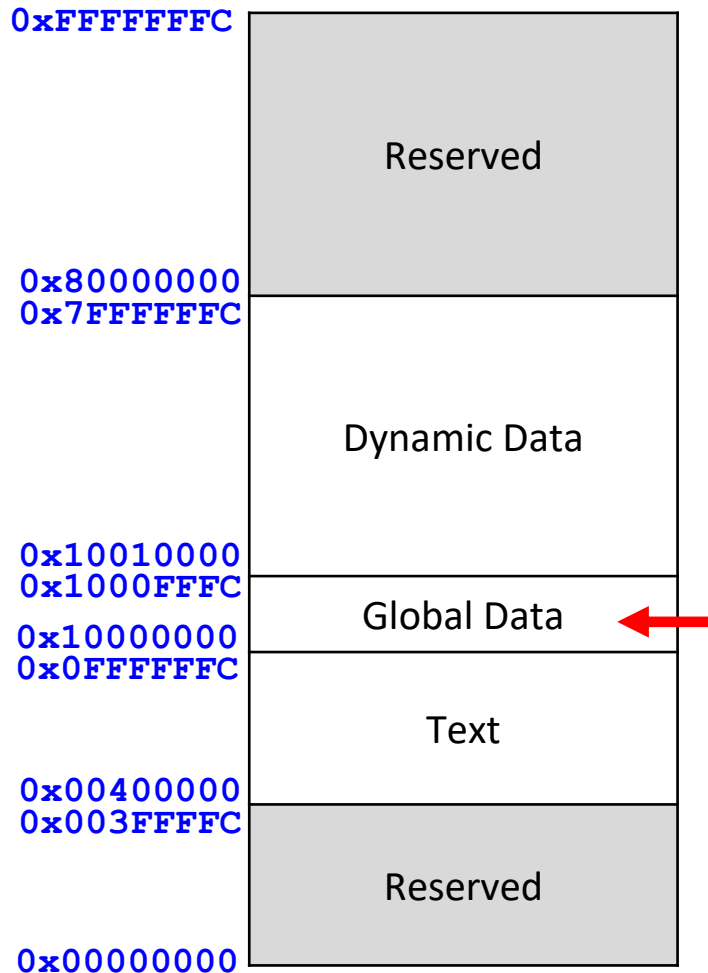 0xFFFFFFFC
Reserved
0x80000000
0x7FFFFFFC
Dynamic Data
0x10010000
0x1000FFFC
Global Data
0x10000000
0x0FFFFFFC
Text
0x00400000
0x003FFFFC
Reserved
0x00000000